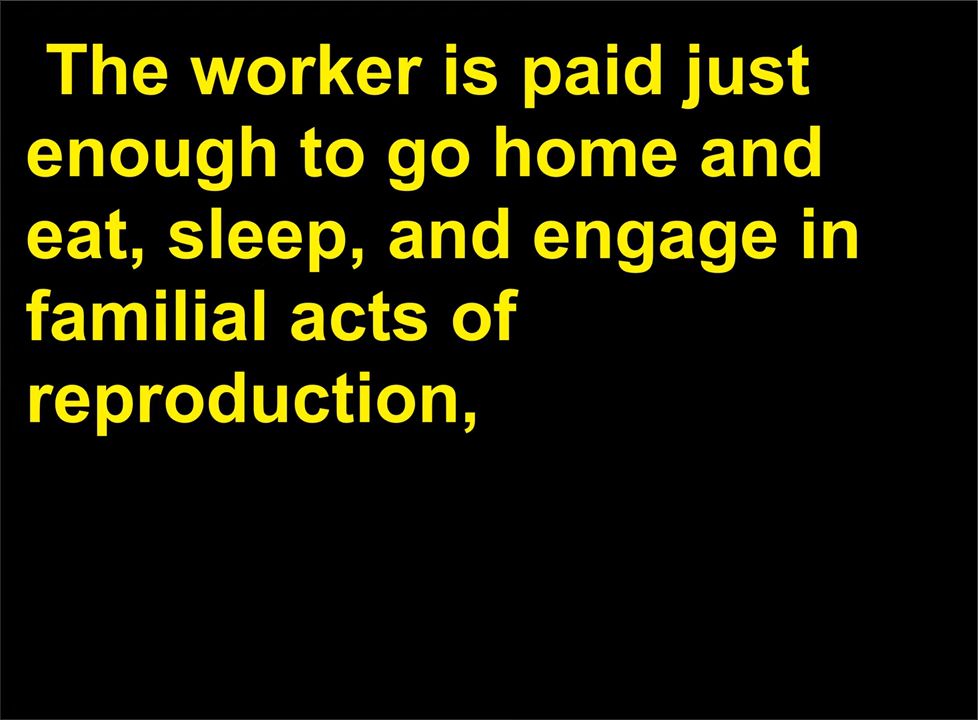 The worker is paid just
enough to go home and
eat, sleep, and engage in
familial acts of
reproduction,